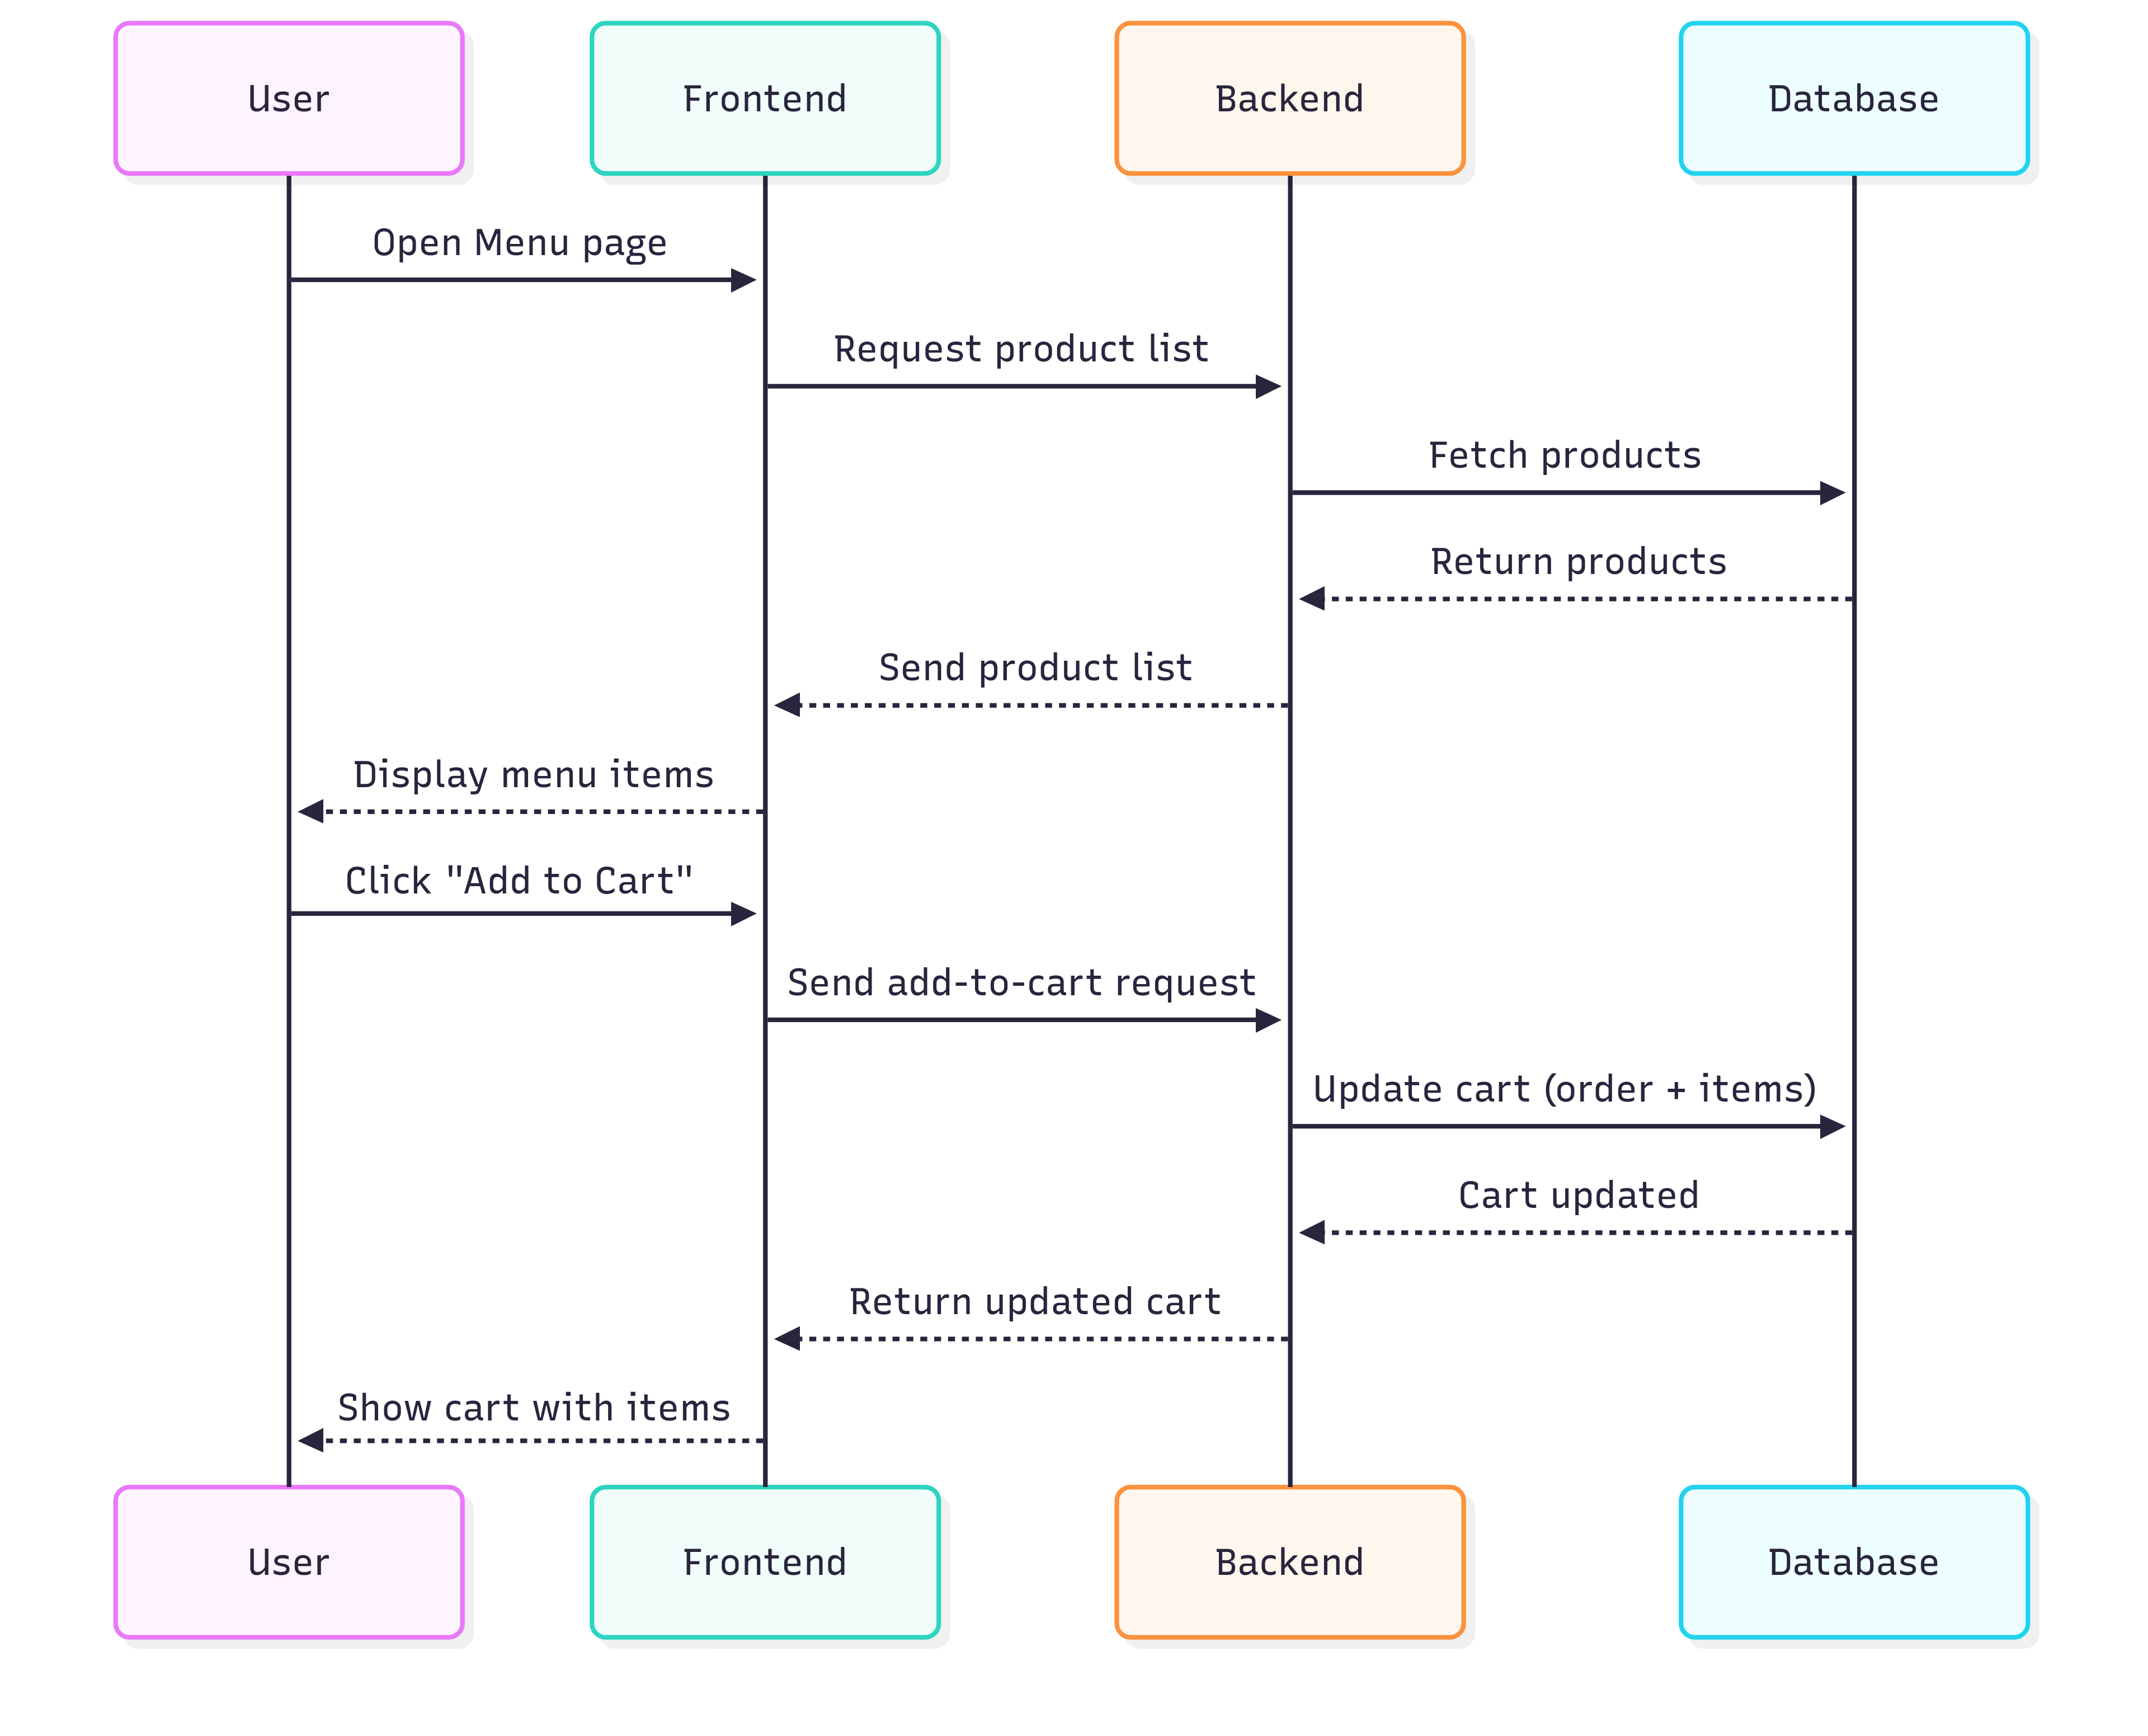 User
Frontend
Backend
Database
Open Menu page
Request product list
Fetch products
Return products
Send product list
Display menu items
Click "Add to Cart"
Send add-to-cart request
Update cart (order + items)
Cart updated
Return updated cart
Show cart with items
User
Frontend
Backend
Database